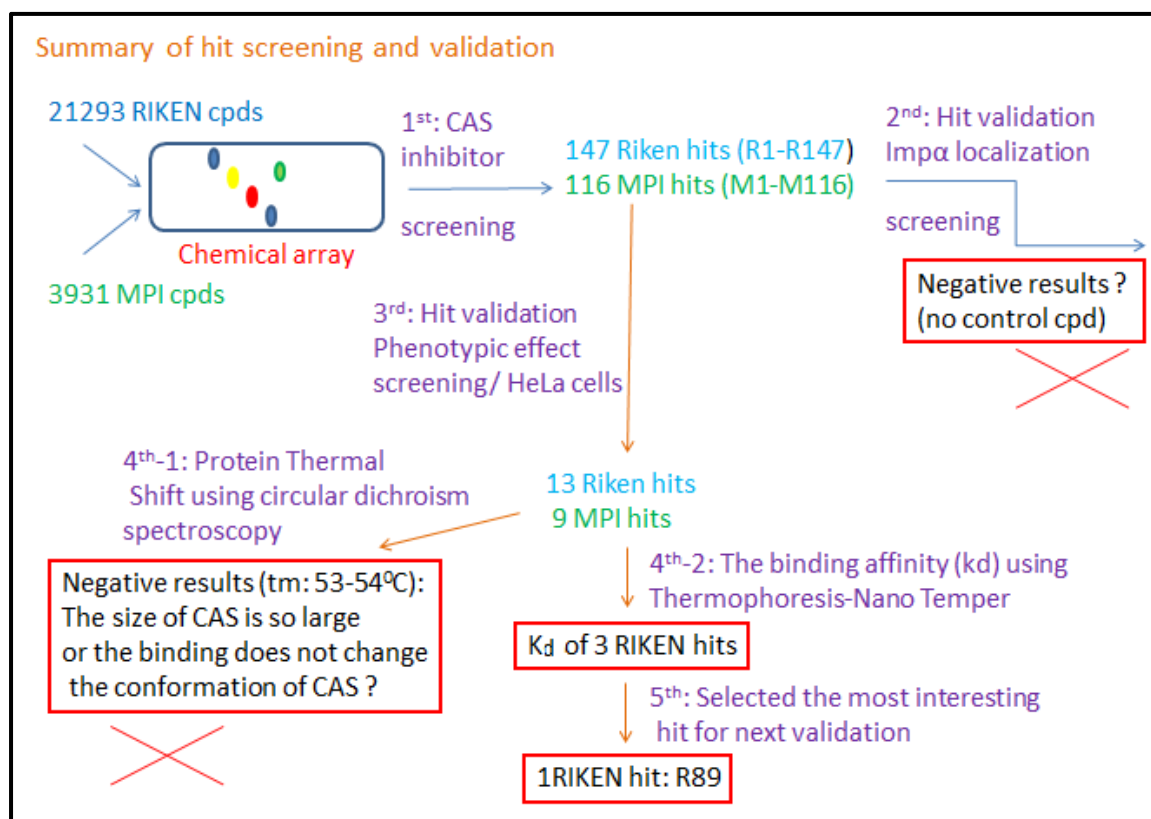 Summary of hit screening and validation
21293 RIKEN cpds
Chemical array
3931 MPI cpds
1st: CAS
inhibitor
screening
147 Riken hits (R1-R147)
116 MPI hits (M1-M116)
2nd: Hit validation
Impα localization
screening
Negative results ?
(no control cpd)
3rd: Hit validation
Phenotypic effect
screening/ HeLa cells
13 Riken hits
9 MPI hits
4th-1: Protein Thermal
Shift using circular dichroism
spectroscopy
Negative results (tm: 53-54⁰C):
The size of CAS is so large
or the binding does not change
the conformation of CAS ?
4th-2: The binding affinity (kd) using
Thermophoresis-Nano Temper
Kd of 3 RIKEN hits
5th: Selected the most interesting
hit for next validation
1RIKEN hit: R89